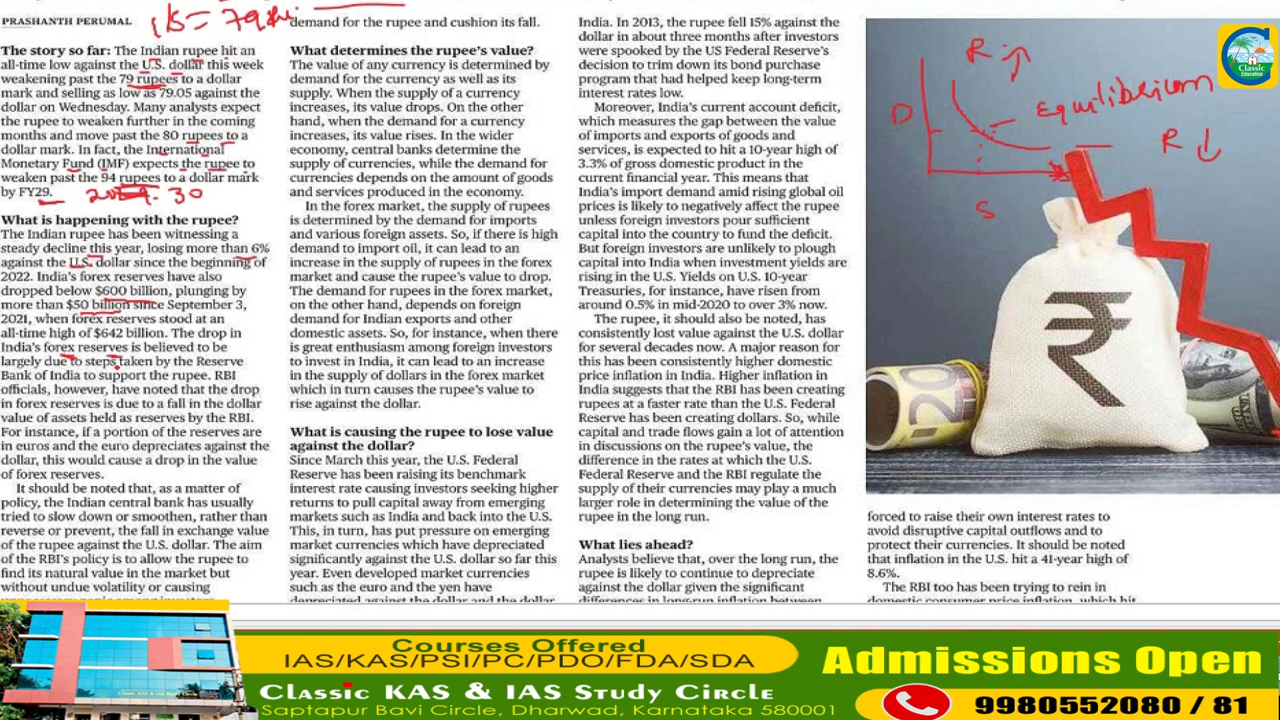 PRASHANTH PERUMAL
The story so far: The Indian rupee hit an
all-time low against the U.S. dollar this week
weakening past the 79 rupees to a dollar
mark and selling as low as 79.05 against the
dollar on Wednesday. Many analysts expect
the rupee to weaken further in the coming
months and move past the 80 rupees to a
dollar mark. In fact, the International
Monetary Fund (IMF) expects the rupee to
weaken past the 94 rupees to a dollar mark
by FY29.
30
What is happening with the rupee?
The Indian rupee has been witnessing a
steady decline this year, losing more than 6%
against the U.S. dollar since the beginning of
2022. India's forex reserves have also
dropped below $600 billion, plunging by
more than $50 billion since September 3,
2021, when forex reserves stood at an
all-time high of $642 billion. The drop in
India's forex reserves is believed to be
largely due to steps taken by the Reserve
Bank of India to support the rupee. RBI
officials, however, have noted that the drop
in forex reserves is due to a fall in the dollar
value of assets held as reserves by the RBI.
For instance, if a portion of the reserves are
in euros and the euro depreciates against the
dollar, this would cause a drop in the value
of forex reserves.
It should be noted that, as a matter of
policy, the Indian central bank has usually
tried to slow down or smoothen, rather than
reverse or prevent, the fall in exchange value
of the rupee against the U.S. dollar. The aim
of the RBI's policy is to allow the rupee to
find its natural value in the market but
without undue volatility or causing
demand for the rupee and cushion its fall.
What determines the rupee's value?
The value of any currency is determined by
demand for the currency as well as its
supply. When the supply of a currency
increases, its value drops. On the other
hand, when the demand for a currency
increases, its value rises. In the wider
economy, central banks determine the
supply of currencies, while the demand for
currencies depends on the amount of goods
and services produced in the economy.
In the forex market, the supply of rupees
is determined by the demand for imports
and various foreign assets. So, if there is high
demand to import oil, it can lead to an
increase in the supply of rupees in the forex
market and cause the rupee's value to drop.
The demand for rupees in the forex market,
on the other hand, depends on foreign
demand for Indian exports and other
domestic assets. So, for instance, when there
is great enthusiasm among foreign investors
to invest in India, it can lead to an increase
in the supply of dollars in the forex market
which in turn causes the rupee's value to
rise against the dollar.
What is causing the rupee to lose value
against the dollar?
Since March this year, the U.S. Federal
Reserve has been raising its benchmark
interest rate causing investors seeking higher
returns to pull capital away from emerging
markets such as India and back into the U.S.
This, in turn, has put pressure on emerging
market currencies which have depreciated
significantly against the U.S. dollar so far this
year. Even developed market currencies
such as the euro and the yen have
depreciated against the dollar and the dollar
India. In 2013, the rupee fell 15% against the
dollar in about three months after investors
were spooked by the US Federal Reserve's
decision to trim down its bond purchase
program that had helped keep long-term
interest rates low.
Moreover, India's current account deficit,
which measures the gap between the value
of imports and exports of goods and
services, is expected to hit a 10-year high of
3.3% of gross domestic product in the
current financial year. This means that
India's import demand amid rising global oil
prices is likely to negatively affect the rupee
unless foreign investors pour sufficient
capital into the country to fund the deficit.
But foreign investors are unlikely to plough
capital into India when investment yields are
rising in the U.S. Yields on U.S. 10-year
Treasuries, for instance, have risen from
around 0.5% in mid-2020 to over 3% now.
The rupee, it should also be noted, has
consistently lost value against the U.S. dollar
for several decades now. A major reason for
this has been consistently higher domestic
price inflation in India. Higher inflation in
India suggests that the RBI has been creating
rupees at a faster rate than the U.S. Federal
Reserve has been creating dollars. So, while
capital and trade flows gain a lot of attention
in discussions on the rupee's value, the
difference in the rates at which the U.S.
Federal Reserve and the RBI regulate the
supply of their currencies may play a much
larger role in determining the value of the
rupee in the long run.
What lies ahead?
Analysts believe that, over the long run, the
rupee is likely to continue to depreciate
against the dollar given the significant
differences in long-run inflation between
R ↑
D
Equilibrium
R ↓
S
₹
20
forced to raise their own interest rates to
avoid disruptive capital outflows and to
protect their currencies. It should be noted
that inflation in the U.S. hit a 41-year high of
8.6%.
The RBI too has been trying to rein in
domestic consumer price inflation, which hit
Classic
Education
Courses Offered
IAS/KAS/PSI/PC/PDO/FDA/SDA
Classic KAS & IAS Study Circle
Saptapur Bavi Circle, Dharwad, Karnataka 580001
Admissions Open
9980552080 / 81